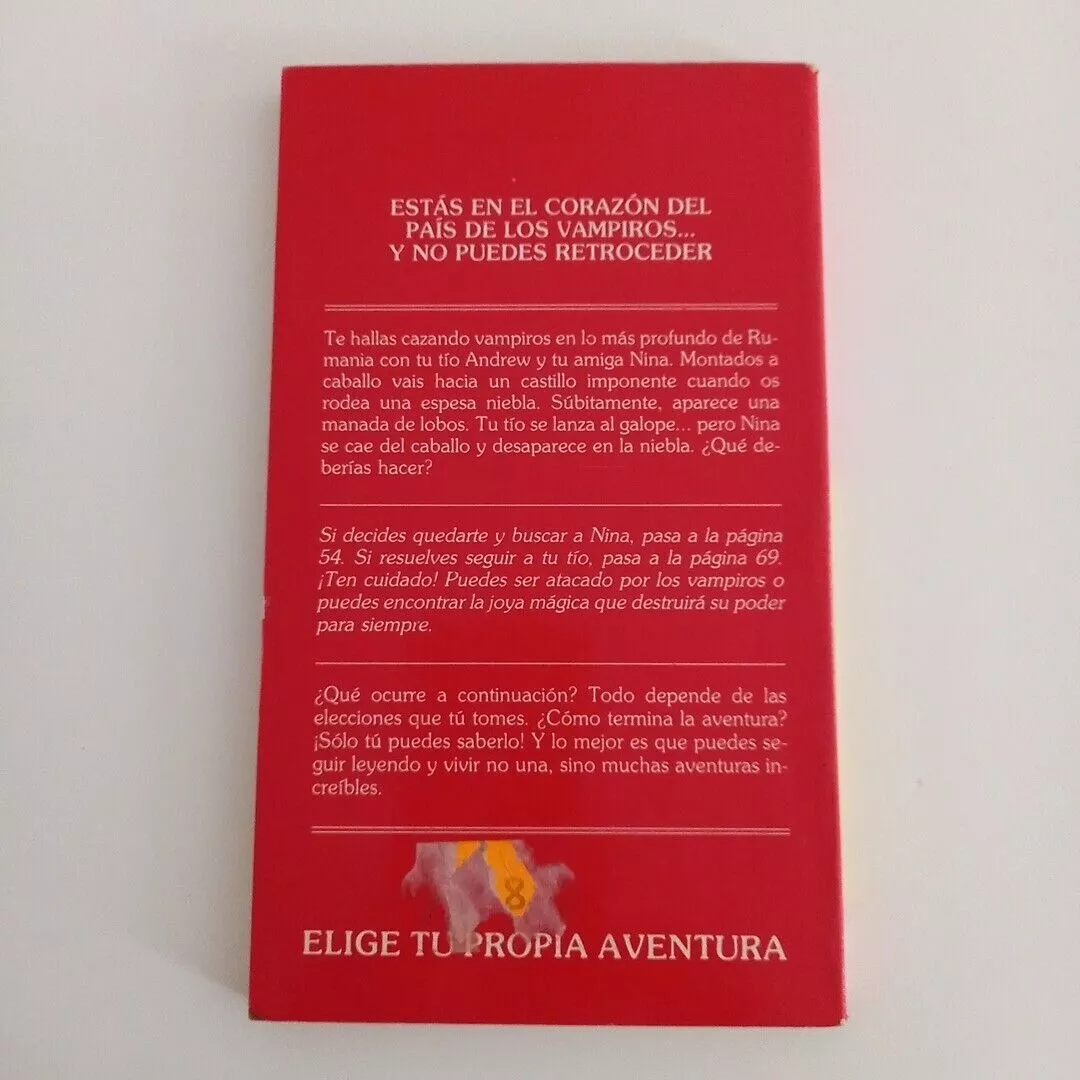 ESTÁS EN EL CORAZÓN DEL
PAÍS DE LOS VAMPIROS...
Y NO PUEDES RETROCEDER
Te hallas cazando vampiros en lo más profundo de Ru-
mania con tu tío Andrew y tu amiga Nina. Montados a
caballo vais hacia un castillo imponente cuando os
rodea una espesa niebla. Súbitamente, aparece una
manada de lobos. Tu tío se lanza al galope... pero Nina
se cae del caballo y desaparece en la niebla. ¿Qué de-
berías hacer?
Si decides quedarte y buscar a Nina, pasa a la página
54. Si resuelves seguir a tu tío, pasa a la página 69.
¡Ten cuidado! Puedes ser atacado por los vampiros o
puedes encontrar la joya mágica que destruirá su poder
para siempre.
¿Qué ocurre a continuación? Todo depende de las
elecciones que tú tomes. ¿Cómo termina la aventura?
¡Sólo tú puedes saberlo! Y lo mejor es que puedes se-
guir leyendo y vivir no una, sino muchas aventuras in-
creíbles.
8
ELIGE TU PROPIA AVENTURA